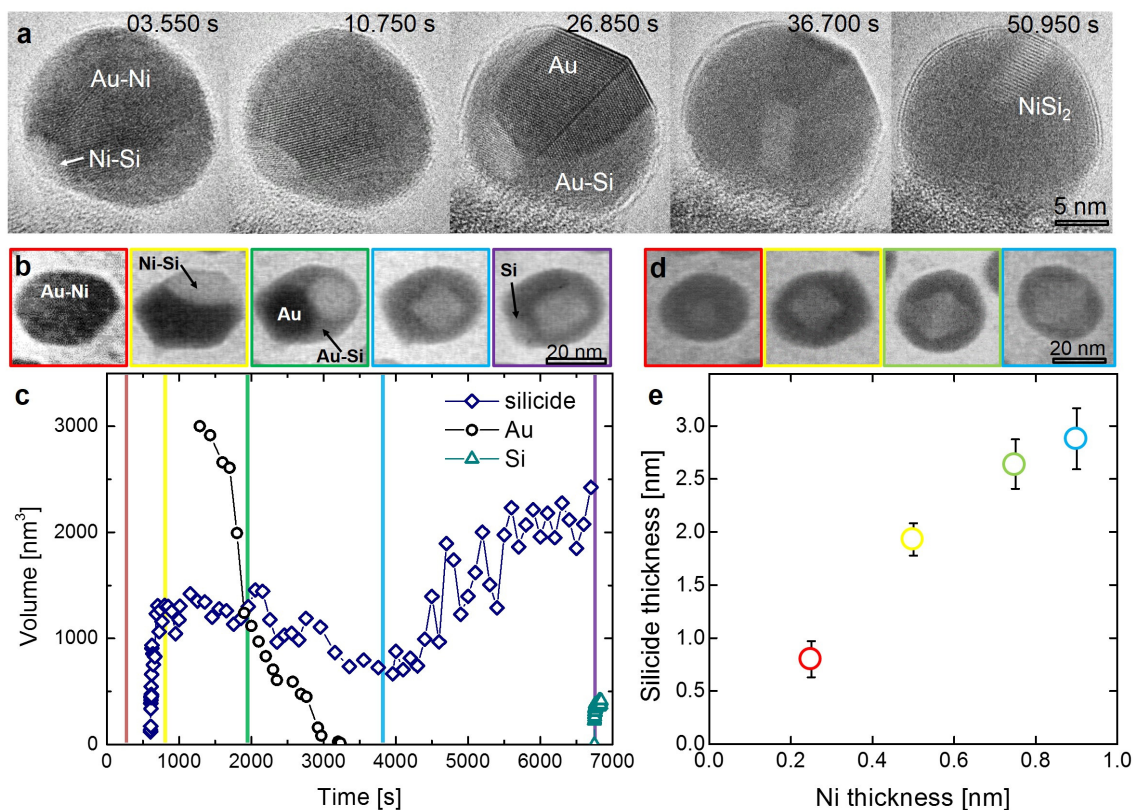 a
03.550 s
10.750 s
26.850 s
36.700 s
50.950 s
Au-Ni
Ni-Si
Au
Au-Si
NiSi₂
5 nm
b
Au-Ni
Ni-Si
Au
Au-Si
Si
20 nm
d
20 nm
c
silicide
Au
Si
3000
2000
1000
0
Volume [nm³]
0 1000 2000 3000 4000 5000 6000 7000
Time [s]
e
3.0
2.5
2.0
1.5
1.0
0.5
0.0
Silicide thickness [nm]
0.0 0.2 0.4 0.6 0.8 1.0
Ni thickness [nm]